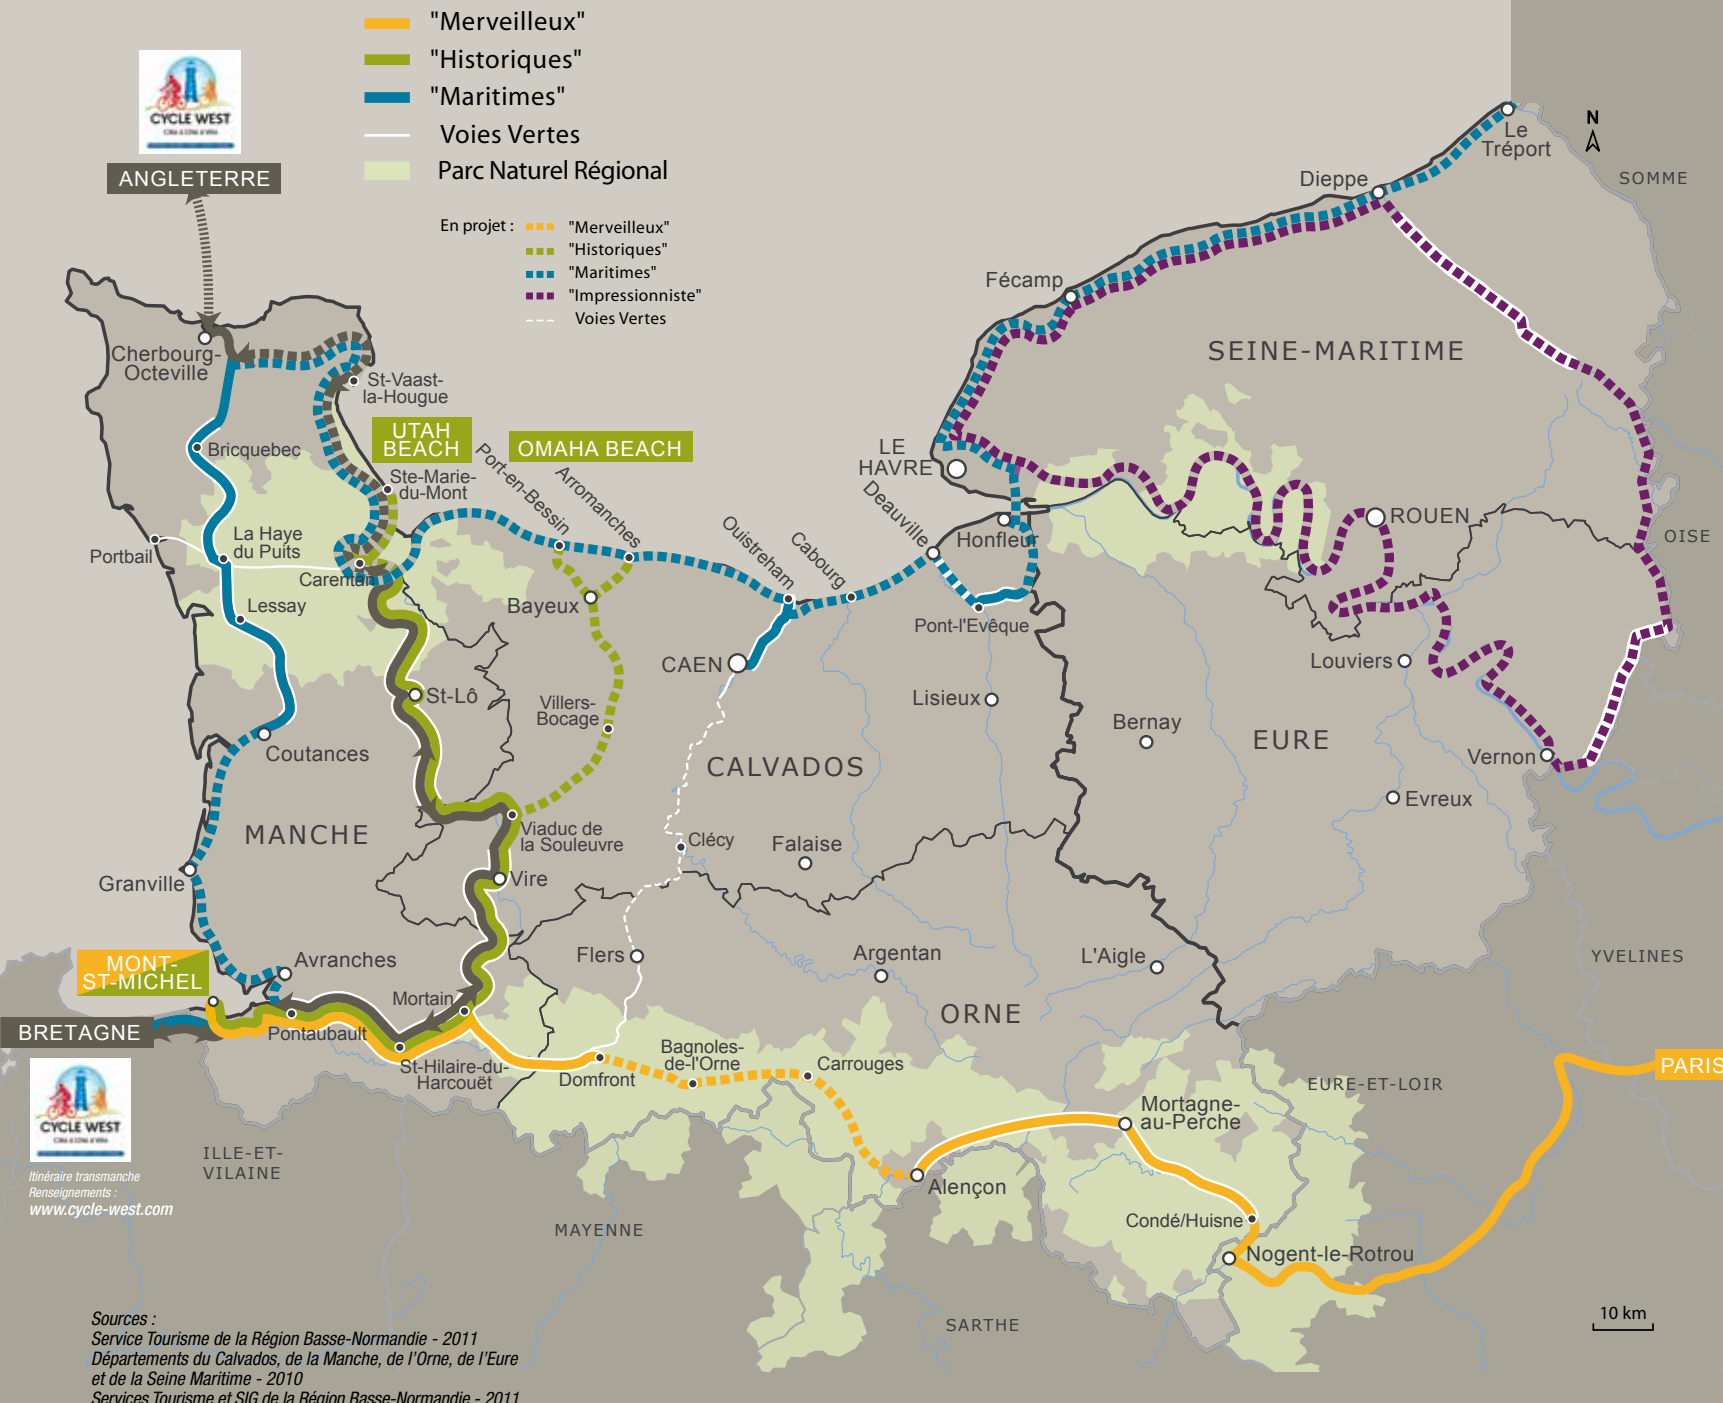 "Merveilleux"
"Historiques"
"Maritimes"
Voies Vertes
Parc Naturel Régional
En projet :
"Merveilleux"
"Historiques"
"Maritimes"
"Impressionniste"
Voies Vertes
CYCLE WEST
ANGLETERRE
N
Le
Tréport
SOMME
Dieppe
Fécamp
SEINE-MARITIME
Cherbourg-
Octeville
St-Vaast-
la-Hougue
UTAH
BEACH
OMAHA BEACH
Bricquebec
Ste-Marie-
du-Mont
Port-en-Bessin
Arromanches
LE
HAVRE
Deauville
Ouistreham
Cabourg
Honfleur
ROUEN
OISE
La Haye
du Puits
Portbail
Carentan
Lessay
Bayeux
Pont-l'Evêque
CAEN
Louviers
St-Lô
Villers-
Bocage
Lisieux
Bernay
EURE
Coutances
CALVADOS
Vernon
Evreux
MANCHE
Viaduc de
la Souleuvre
Clécy
Falaise
Granville
Vire
MONT-
ST-MICHEL
Avranches
Flers
Argentan
L'Aigle
YVELINES
Mortain
ORNE
BRETAGNE
Pontaubault
St-Hilaire-du-
Harcouët
Domfront
Bagnoles-
de-l'Orne
Carrouges
PARIS
EURE-ET-LOIR
Mortagne-
au-Perche
CYCLE WEST
ILLE-ET-
VILAINE
Itinéraire transmanche
Renseignements :
www.cycle-west.com
Alençon
MAYENNE
Condé/Huisne
Nogent-le-Rotrou
SARTHE
10 km
Sources :
Service Tourisme de la Région Basse-Normandie - 2011
Départements du Calvados, de la Manche, de l'Orne, de l'Eure
et de la Seine Maritime - 2010
Services Tourisme et SIG de la Région Basse-Normandie - 2011